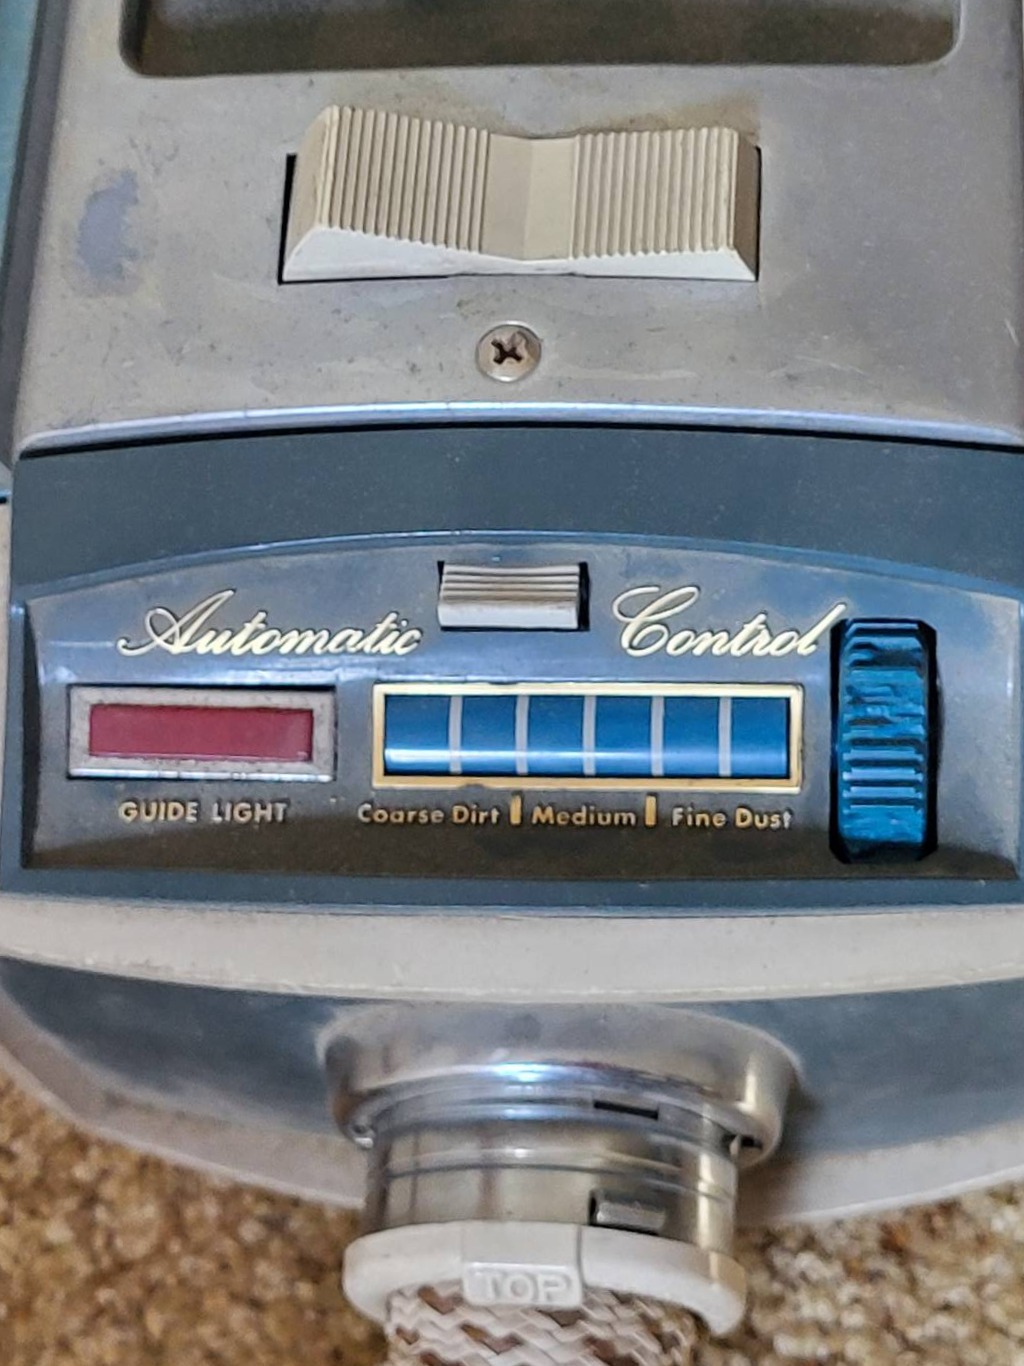 Automatic Control
GUIDE LIGHT
Coarse Dirt | Medium | Fine Dust
TOP